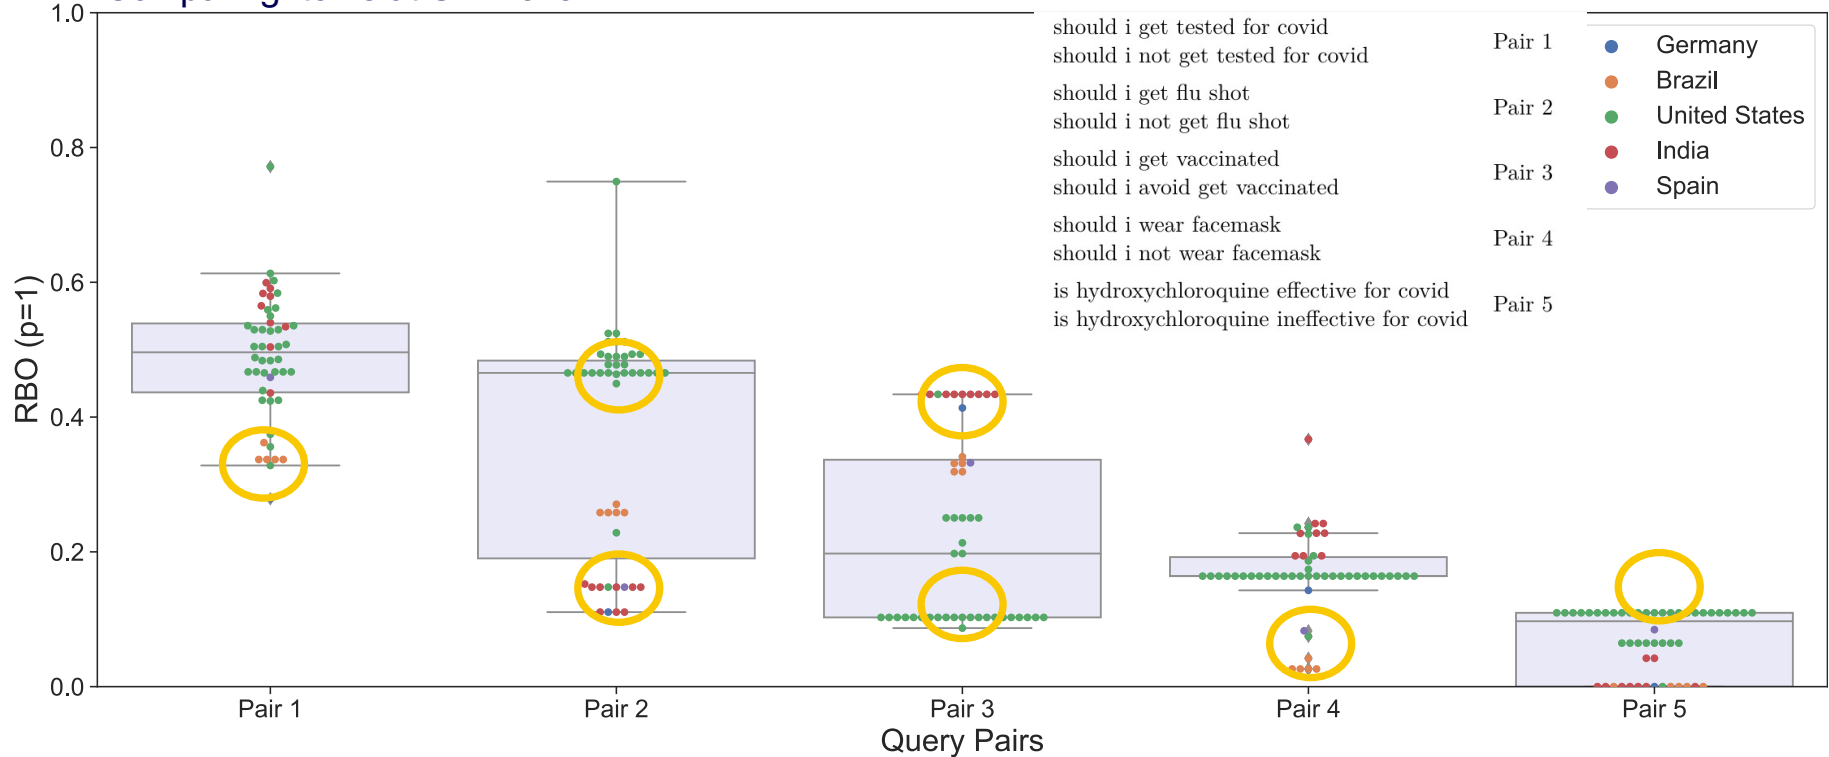 1.0
0.8
0.6
0.4
0.2
0.0
RBO (p=1)
should i get tested for covid
should i not get tested for covid
Pair 1
should i get flu shot
should i not get flu shot
Pair 2
should i get vaccinated
should i avoid get vaccinated
Pair 3
should i wear facemask
should i not wear facemask
Pair 4
is hydroxychloroquine effective for covid
is hydroxychloroquine ineffective for covid
Pair 5
Germany
Brazil
United States
India
Spain
Pair 1
Pair 2
Pair 3
Pair 4
Pair 5
Query Pairs